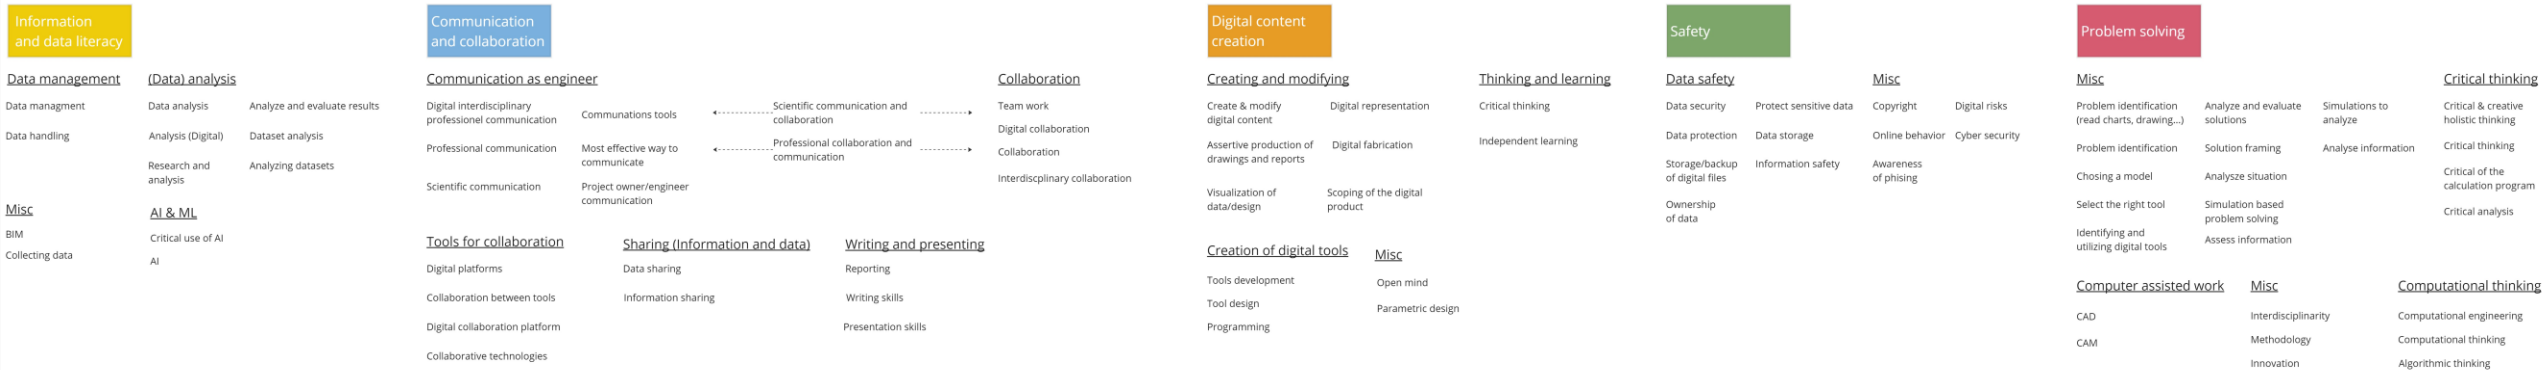 Information
and data literacy
Data management
Data managment
Data handling
(Data) analysis
Data analysis
Analysis (Digital)
Research and
analysis
Analyze and evaluate results
Dataset analysis
Analyzing datasets
Misc
BIM
Collecting data
AI & ML
Critical use of AI
AI
Communication
and collaboration
Communication as engineer
Digital interdisciplinary
professionel communication
Professional communication
Scientific communication
Communations tools
Most effective way to
communicate
Project owner/engineer
communication
Scientific communication and
collaboration
Professional collaboration and
communication
Collaboration
Team work
Digital collaboration
Collaboration
Interdiscplinary collaboration
Tools for collaboration
Digital platforms
Collaboration between tools
Digital collaboration platform
Collaborative technologies
Sharing (Information and data)
Data sharing
Information sharing
Writing and presenting
Reporting
Writing skills
Presentation skills
Digital content
creation
Creating and modifying
Create & modify
digital content
Assertive production of
drawings and reports
Visualization of
data/design
Digital representation
Digital fabrication
Scoping of the digital
product
Thinking and learning
Critical thinking
Independent learning
Creation of digital tools
Tools development
Tool design
Programming
Misc
Open mind
Parametric design
Safety
Data safety
Data security
Data protection
Storage/backup
of digital files
Ownership
of data
Protect sensitive data
Data storage
Information safety
Misc
Copyright
Online behavior
Awareness
of phising
Digital risks
Cyber security
Problem solving
Misc
Problem identification
(read charts, drawing...)
Problem identification
Chosing a model
Select the right tool
Identifying and
utilizing digital tools
Analyze and evaluate
solutions
Solution framing
Analysze situation
Simulation based
problem solving
Assess information
Simulations to
analyze
Analyse information
Critical thinking
Critical & creative
holistic thinking
Critical thinking
Critical of the
calculation program
Critical analysis
Computer assisted work
CAD
CAM
Misc
Interdisciplinarity
Methodology
Innovation
Computational thinking
Computational engineering
Computational thinking
Algorithmic thinking